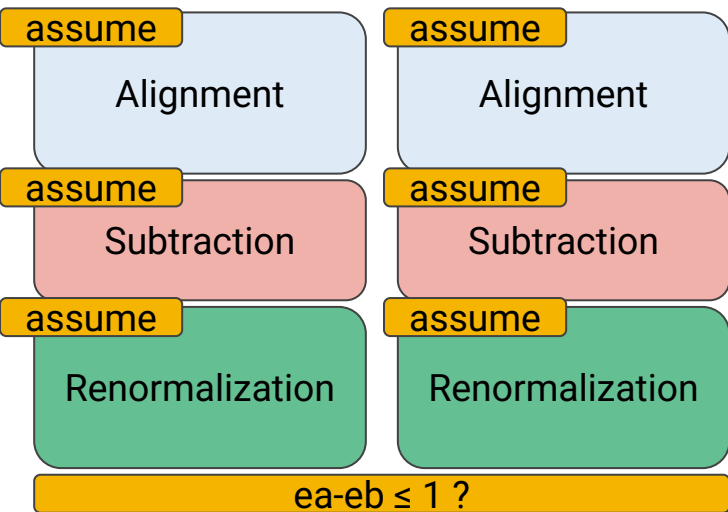 assume assume
Alignment Alignment
assume assume
Subtraction Subtraction
assume assume
Renormalization Renormalization
ea-eb ≤ 1 ?